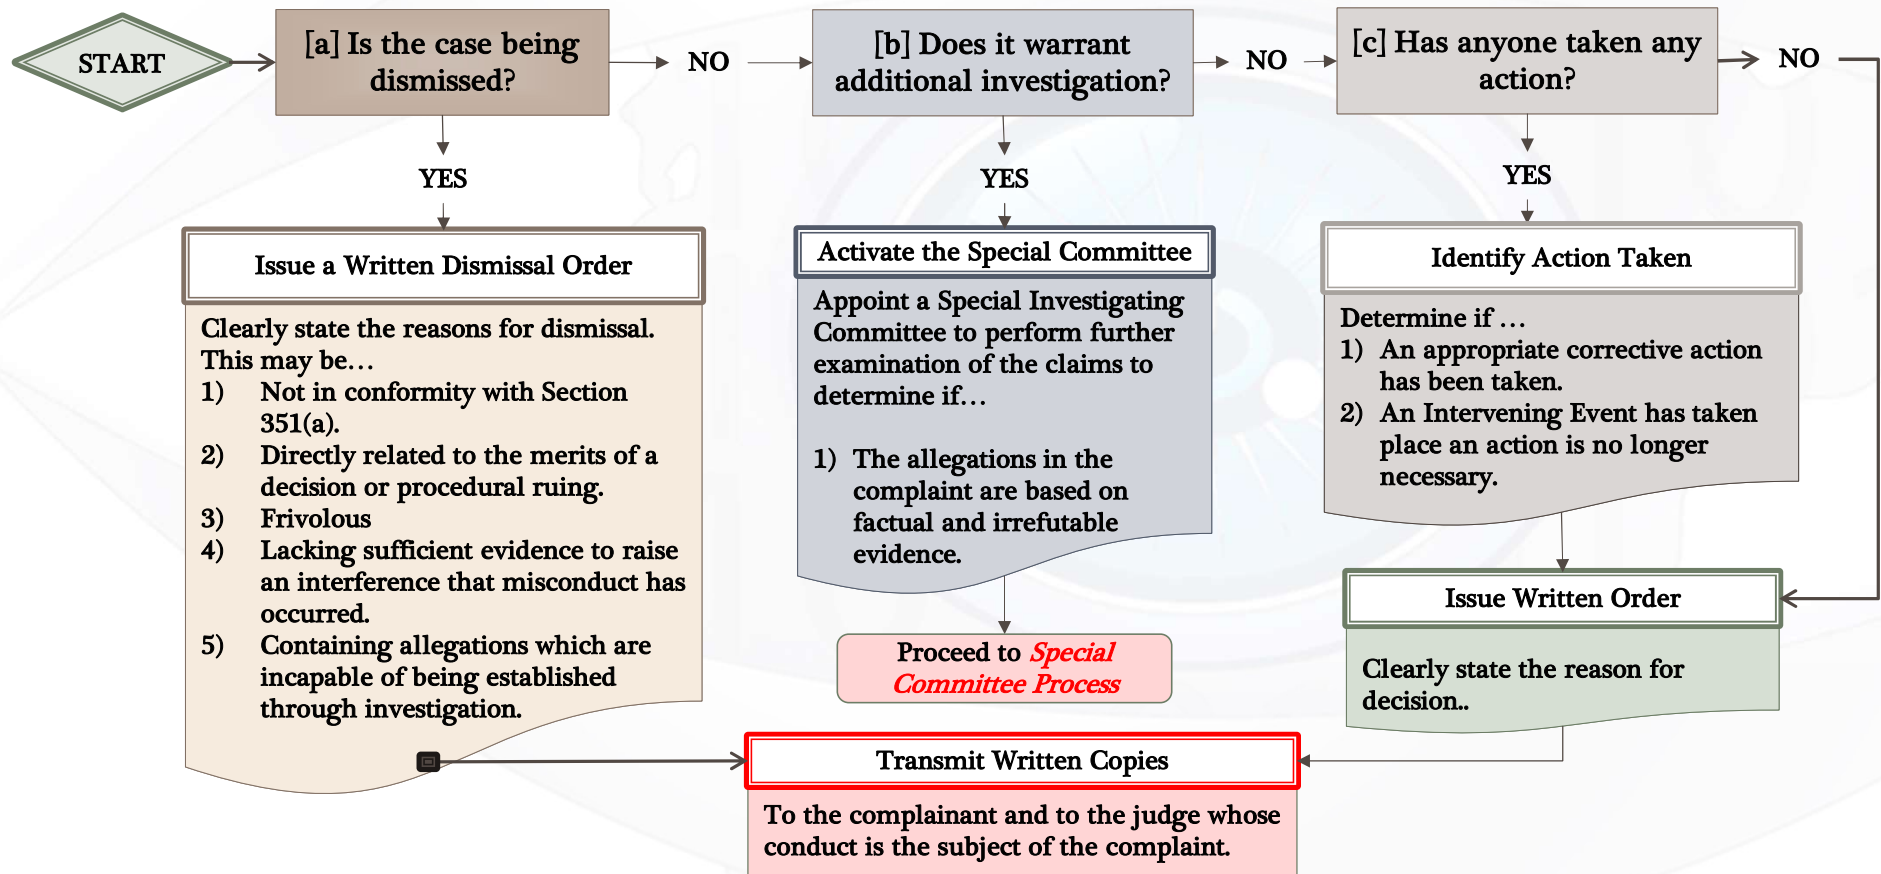 START
[a] Is the case being
dismissed?
NO
[b] Does it warrant
additional investigation?
NO
[c] Has anyone taken any
action?
NO
YES
YES
YES
Issue a Written Dismissal Order
Clearly state the reasons for dismissal.
This may be…
1) Not in conformity with Section
351(a).
2) Directly related to the merits of a
decision or procedural ruing.
3) Frivolous
4) Lacking sufficient evidence to raise
an interference that misconduct has
occurred.
5) Containing allegations which are
incapable of being established
through investigation.
Activate the Special Committee
Appoint a Special Investigating
Committee to perform further
examination of the claims to
determine if…
1) The allegations in the
complaint are based on
factual and irrefutable
evidence.
Proceed to Special
Committee Process
Identify Action Taken
Determine if …
1) An appropriate corrective action
has been taken.
2) An Intervening Event has taken
place an action is no longer
necessary.
Issue Written Order
Clearly state the reason for
decision..
Transmit Written Copies
To the complainant and to the judge whose
conduct is the subject of the complaint.